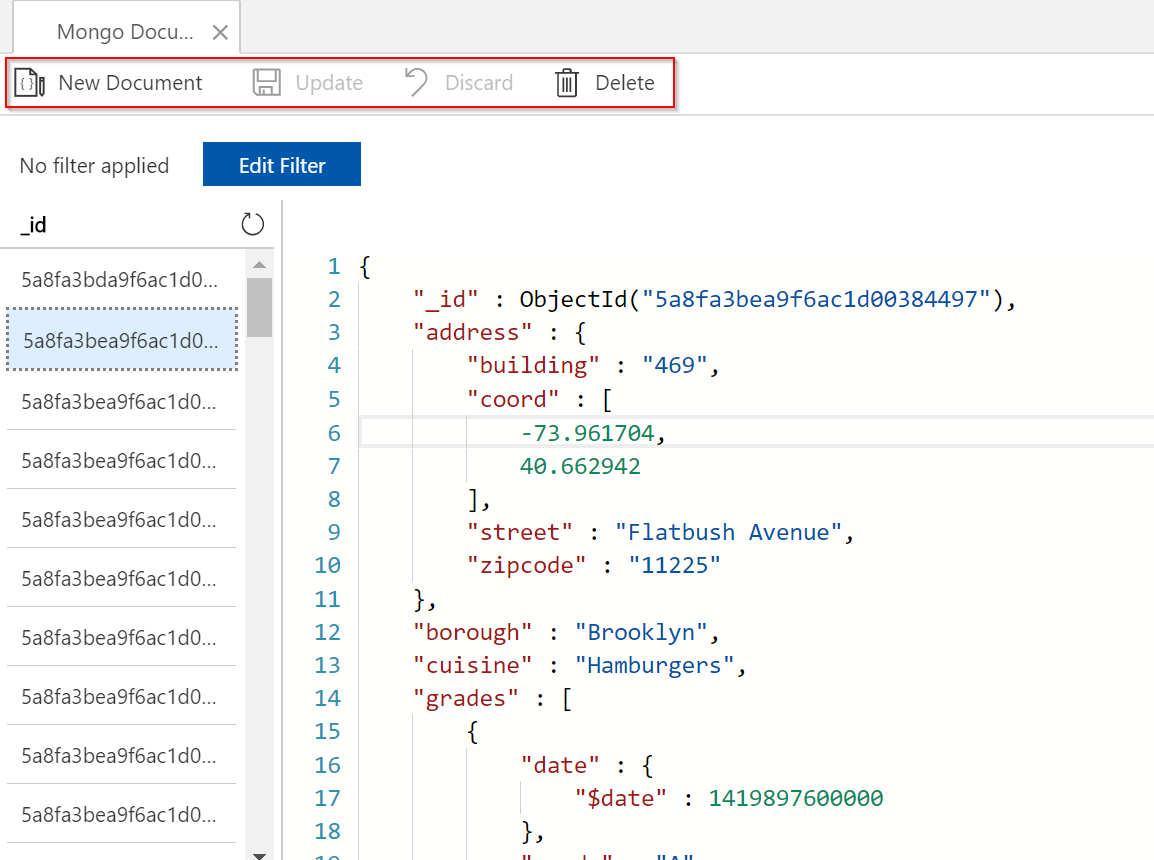 Mongo Docu...
New Document Update Discard Delete
No filter applied Edit Filter
_id
5a8fa3bda9f6ac1d0...
5a8fa3bea9f6ac1d0...
5a8fa3bea9f6ac1d0...
5a8fa3bea9f6ac1d0...
5a8fa3bea9f6ac1d0...
5a8fa3bea9f6ac1d0...
5a8fa3bea9f6ac1d0...
5a8fa3bea9f6ac1d0...
5a8fa3bea9f6ac1d0...
5a8fa3bea9f6ac1d0...
1 {
2 "_id" : ObjectId("5a8fa3bea9f6ac1d00384497"),
3 "address" : {
4 "building" : "469",
5 "coord" : [
6 -73.961704,
7 40.662942
8 ],
9 "street" : "Flatbush Avenue",
10 "zipcode" : "11225"
11 },
12 "borough" : "Brooklyn",
13 "cuisine" : "Hamburgers",
14 "grades" : [
15 {
16 "date" : {
17 "$date" : 1419897600000
18 },